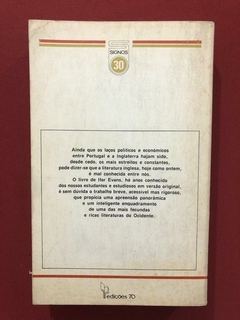 SIGNOS
30
Ainda que os laços políticos e económicos
entre Portugal e a Inglaterra hajam sido,
desde cedo, os mais estreitos e constantes,
pode dizer-se que a literatura inglesa, hoje como ontem,
é mal conhecida entre nós.
O livro de Ifor Evans, há anos conhecido
dos nossos estudantes e estudiosos em versão original,
é sem dúvida o trabalho breve, acessível mas rigoroso,
que propicia uma apreensão panorâmica
e um inteligente enquadramento
de uma das mais fecundas
e ricas literaturas do Ocidente.
edições 70